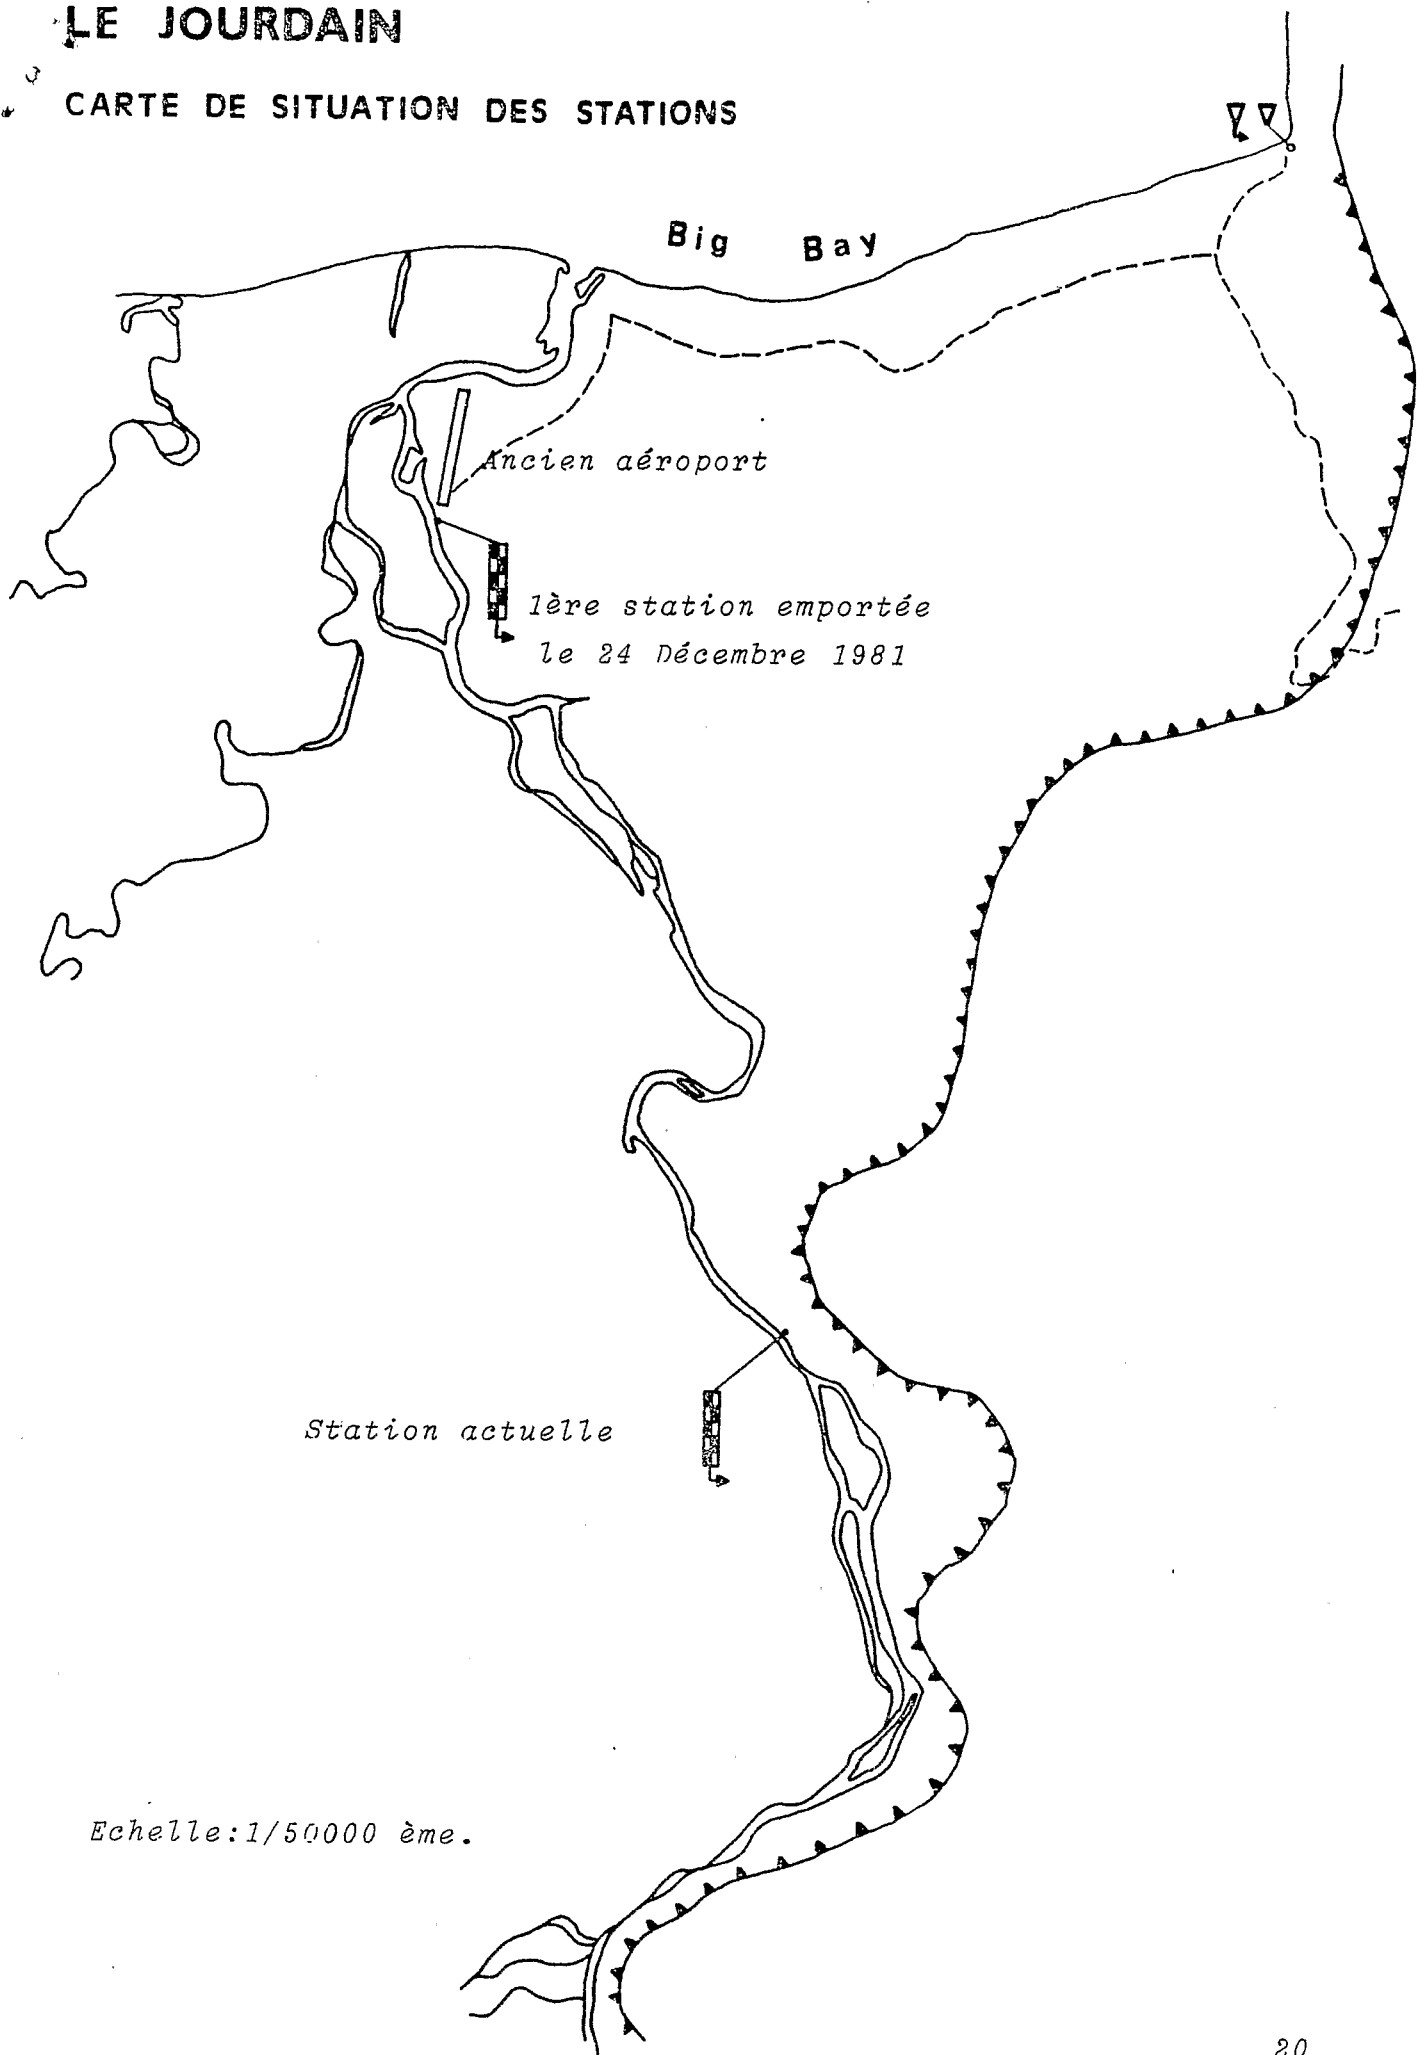 LE JOURDAIN
CARTE DE SITUATION DES STATIONS
Big Bay
Ancien aéroport
1ère station emportée
le 24 Décembre 1981
Station actuelle
Echelle:1/50000 ème.
20